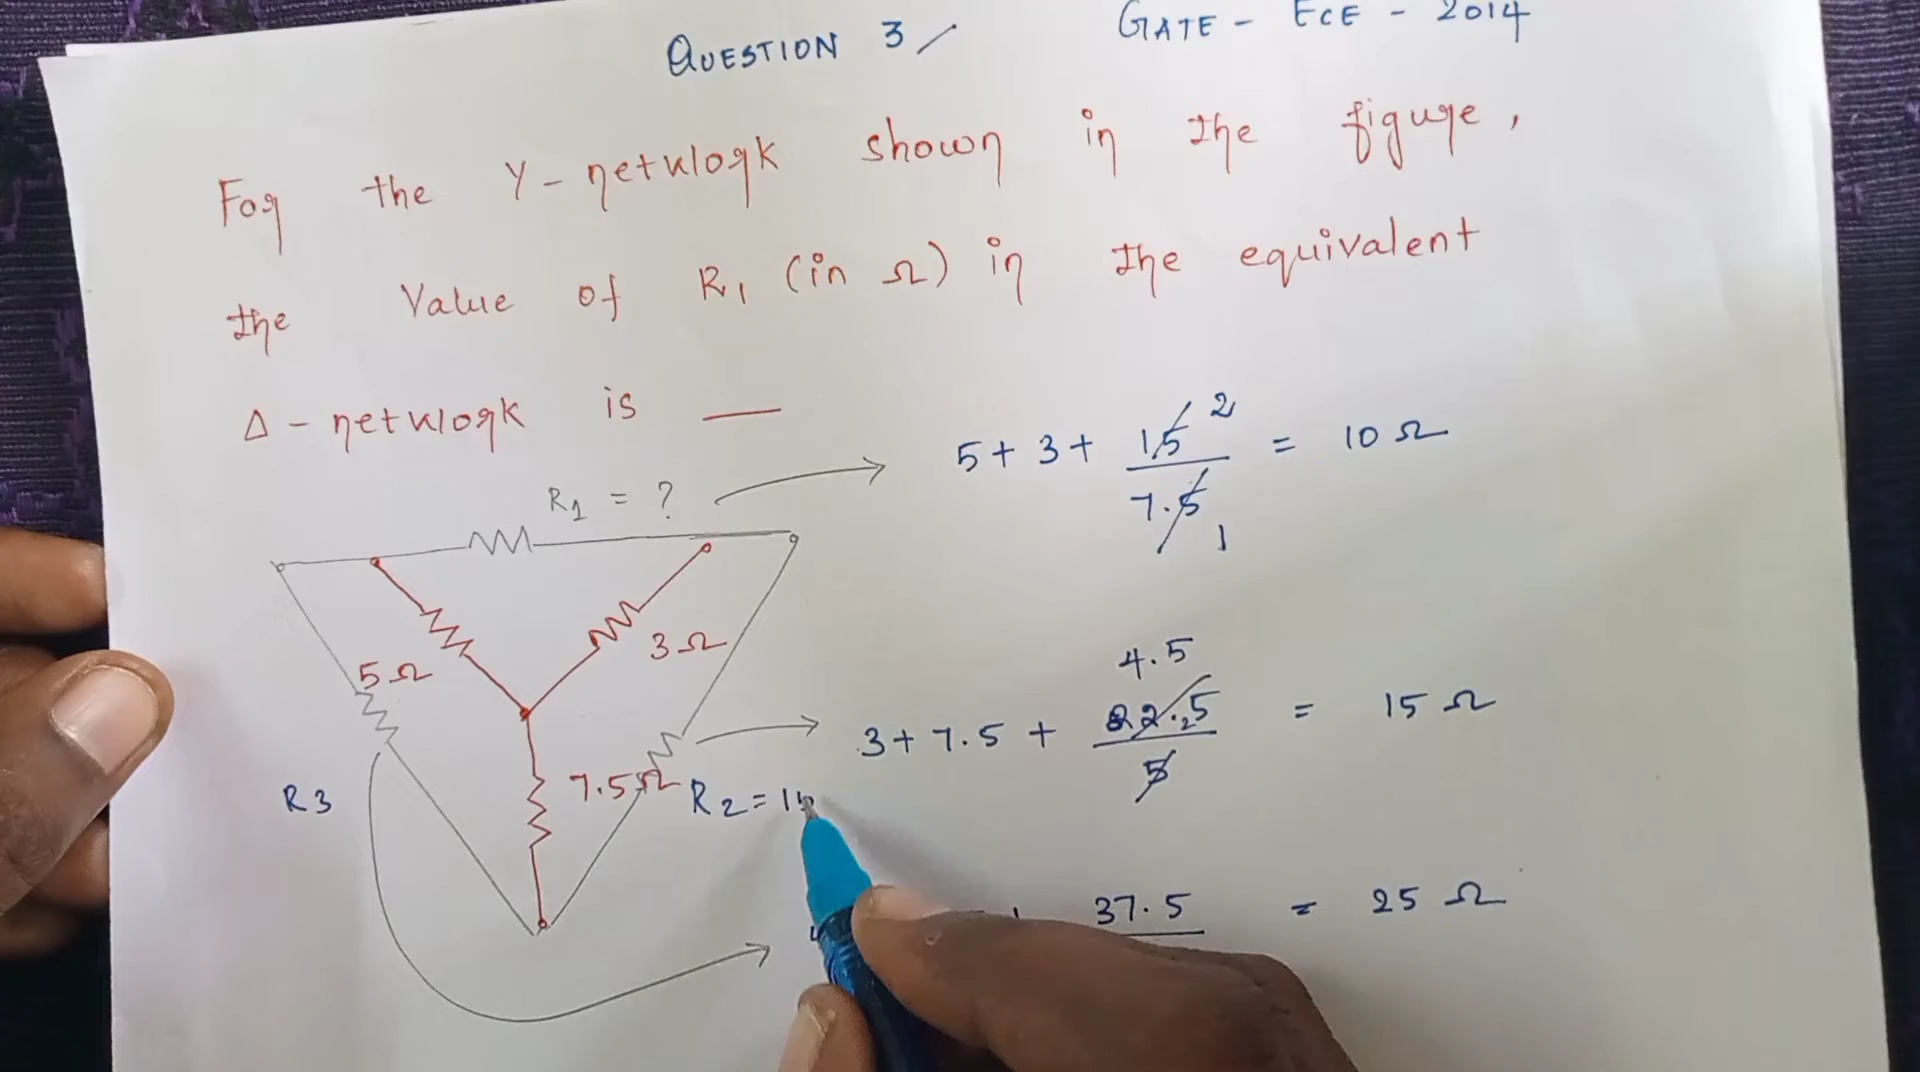 QUESTION 3/
GATE - ECE - 2014
For the Y-network shown in the figure,
the Value of R1 (in Ω) in the equivalent
Δ - network is ___
R1 = ?
5 + 3 + 15/7.5 = 10 Ω
2
1
5Ω
3Ω
7.5Ω
R3
R2 = 1
4.5
3 + 7.5 + 22.5/5 = 15 Ω
37.5
= 25 Ω